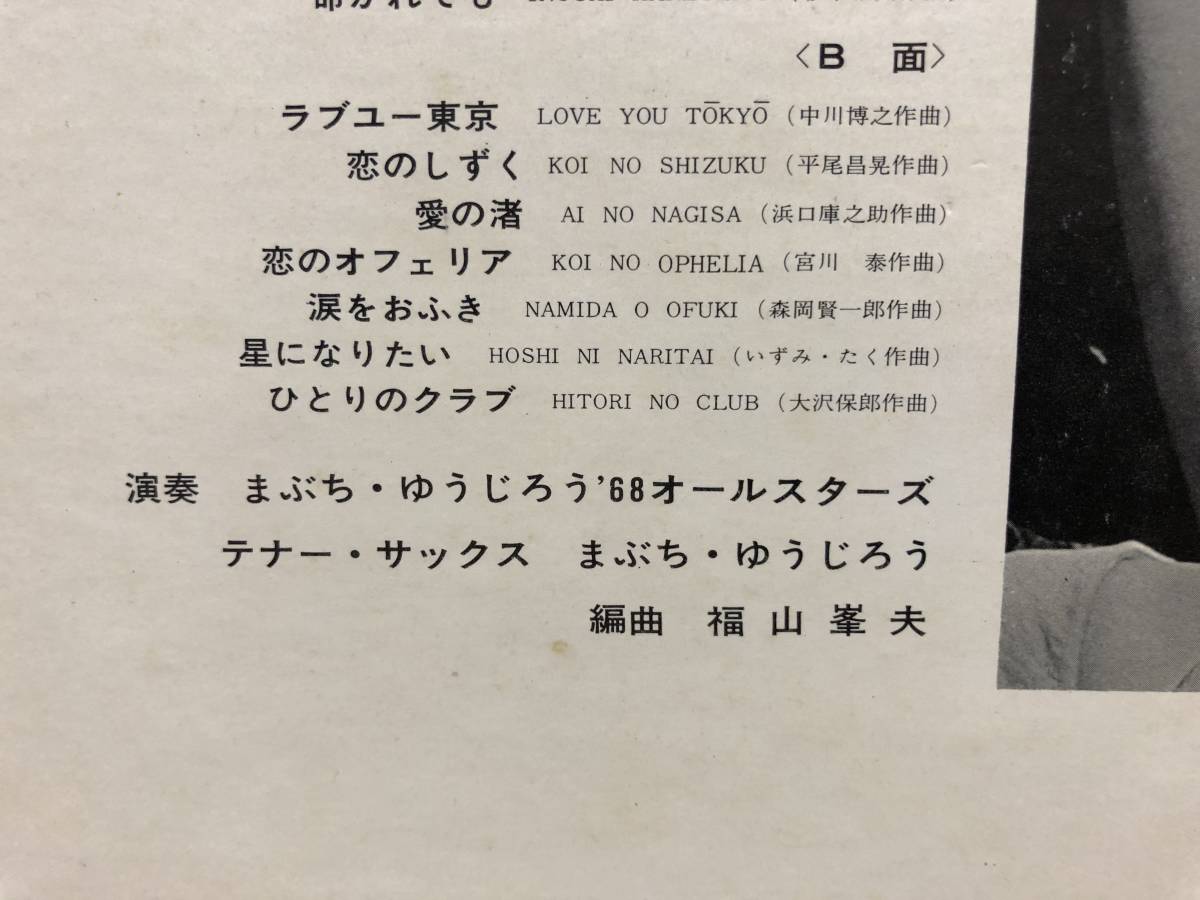 〈B 面〉
ラブユー東京 LOVE YOU TŌKYŌ (中川博之作曲)
恋のしずく KOI NO SHIZUKU (平尾昌晃作曲)
愛の渚 AI NO NAGISA (浜口庫之助作曲)
恋のオフェリア KOI NO OPHELIA (宮川 泰作曲)
涙をおふき NAMIDA O OFUKI (森岡賢一郎作曲)
星になりたい HOSHI NI NARITAI (いずみ・たく作曲)
ひとりのクラブ HITORI NO CLUB (大沢保郎作曲)
演奏 まぶち・ゆうじろう'68オールスターズ
テナー・サックス まぶち・ゆうじろう
編曲 福山峯夫